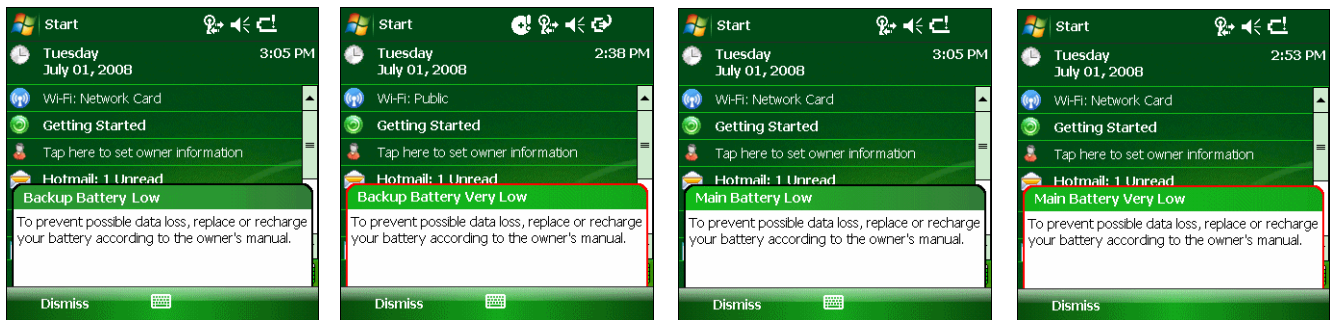 Start
Tuesday 3:05 PM
July 01, 2008
Wi-Fi: Network Card
Getting Started
Tap here to set owner information
Hotmail: 1 Unread
Backup Battery Low
To prevent possible data loss, replace or recharge
your battery according to the owner's manual.
Dismiss
Start
Tuesday 2:38 PM
July 01, 2008
Wi-Fi: Public
Getting Started
Tap here to set owner information
Hotmail: 1 Unread
Backup Battery Very Low
To prevent possible data loss, replace or recharge
your battery according to the owner's manual.
Dismiss
Start
Tuesday 3:05 PM
July 01, 2008
Wi-Fi: Network Card
Getting Started
Tap here to set owner information
Hotmail: 1 Unread
Main Battery Low
To prevent possible data loss, replace or recharge
your battery according to the owner's manual.
Dismiss
Start
Tuesday 2:53 PM
July 01, 2008
Wi-Fi: Network Card
Getting Started
Tap here to set owner information
Hotmail: 1 Unread
Main Battery Very Low
To prevent possible data loss, replace or recharge
your battery according to the owner's manual.
Dismiss